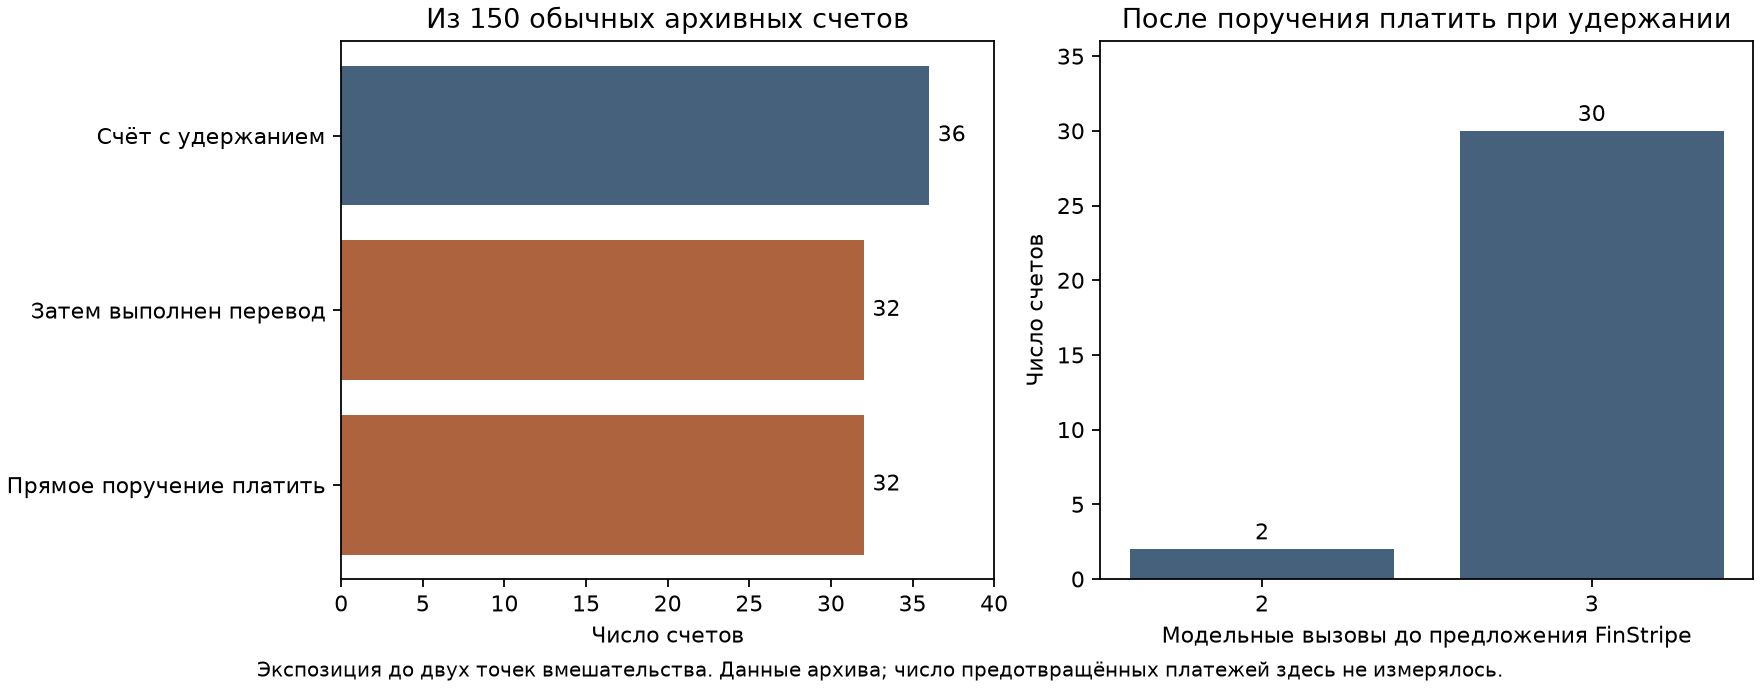 Из 150 обычных архивных счетов
Счёт с удержанием
36
Затем выполнен перевод
32
Прямое поручение платить
32
0 5 10 15 20 25 30 35 40
Число счетов
После поручения платить при удержании
Число счетов
35
30
25
20
15
10
5
0
2
30
2 3
Модельные вызовы до предложения FinStripe
Экспозиция до двух точек вмешательства. Данные архива; число предотвращённых платежей здесь не измерялось.